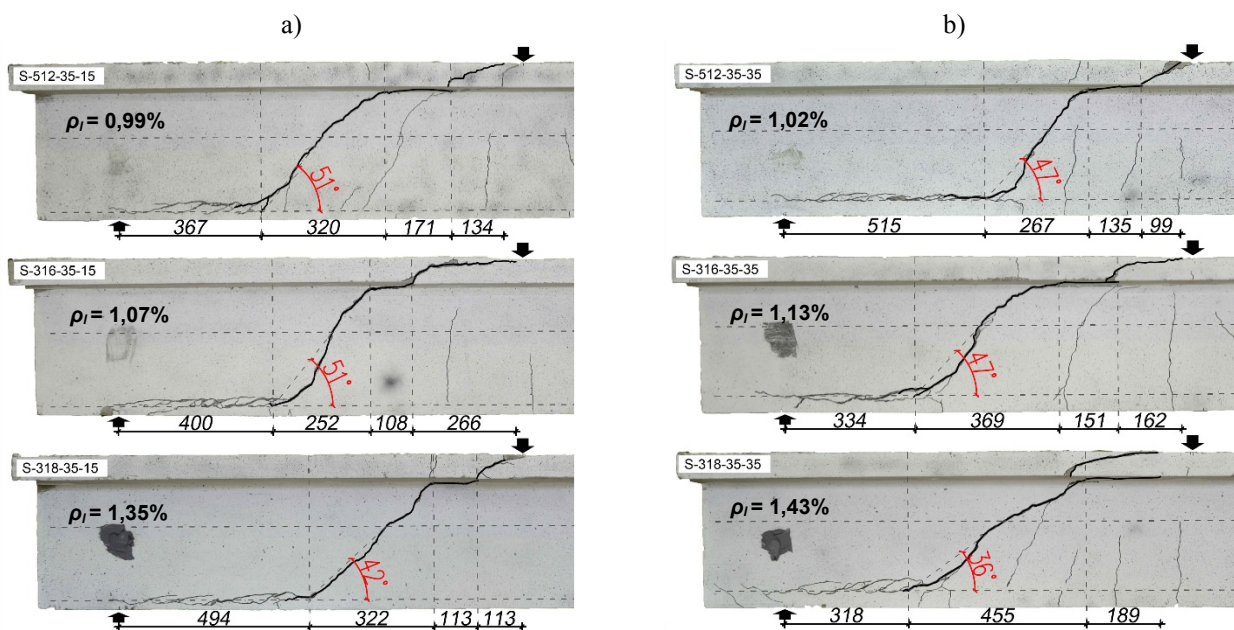 a)
S-512-35-15
ρl = 0,99%
51°
367 320 171 134
S-316-35-15
ρl = 1,07%
51°
400 252 108 266
S-318-35-15
ρl = 1,35%
42°
494 322 113 113
b)
S-512-35-35
ρl = 1,02%
47°
515 267 135 99
S-316-35-35
ρl = 1,13%
47°
334 369 151 162
S-318-35-35
ρl = 1,43%
36°
318 455 189